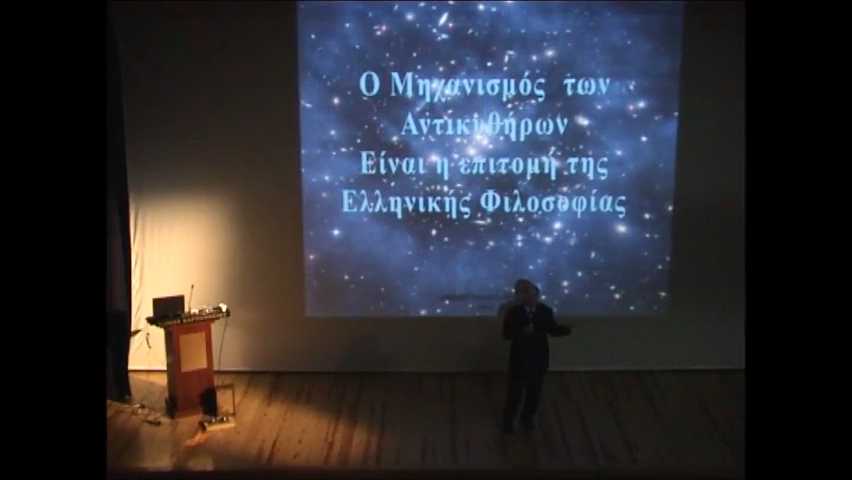 Ο Μηχανισμός των
Αντικυθήρων
Είναι η επιτομή της
Ελληνικής Φιλοσοφίας